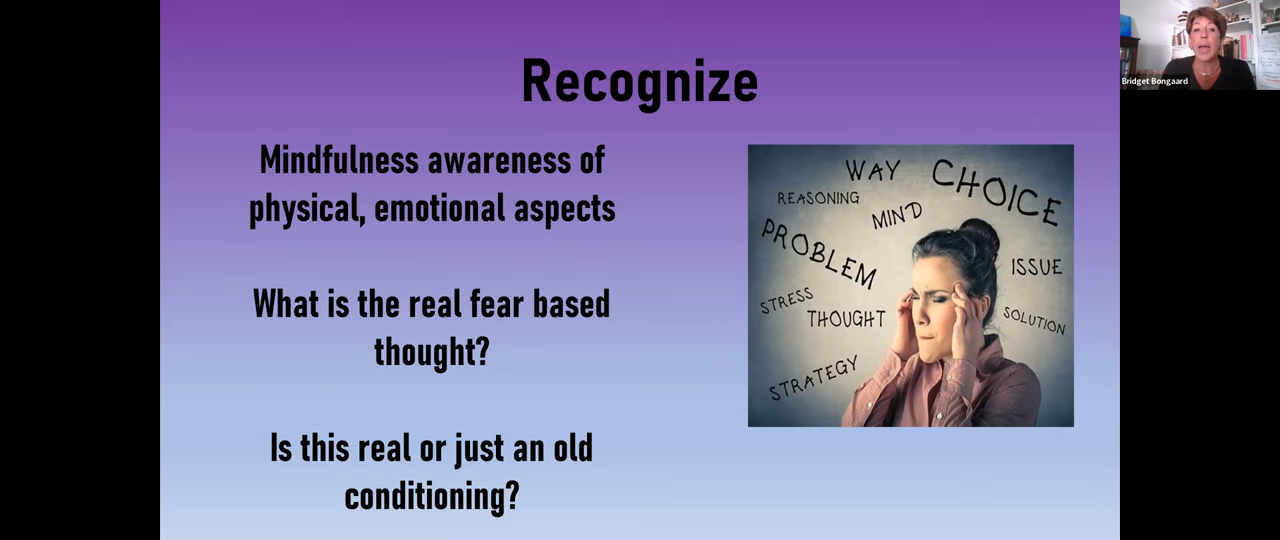 Recognize
Mindfulness awareness of
physical, emotional aspects
What is the real fear based
thought?
Is this real or just an old
conditioning?
WAY
CHOICE
REASONING
MIND
PROBLEM
ISSUE
STRESS
THOUGHT
SOLUTION
STRATEGY
Bridget Bongaard